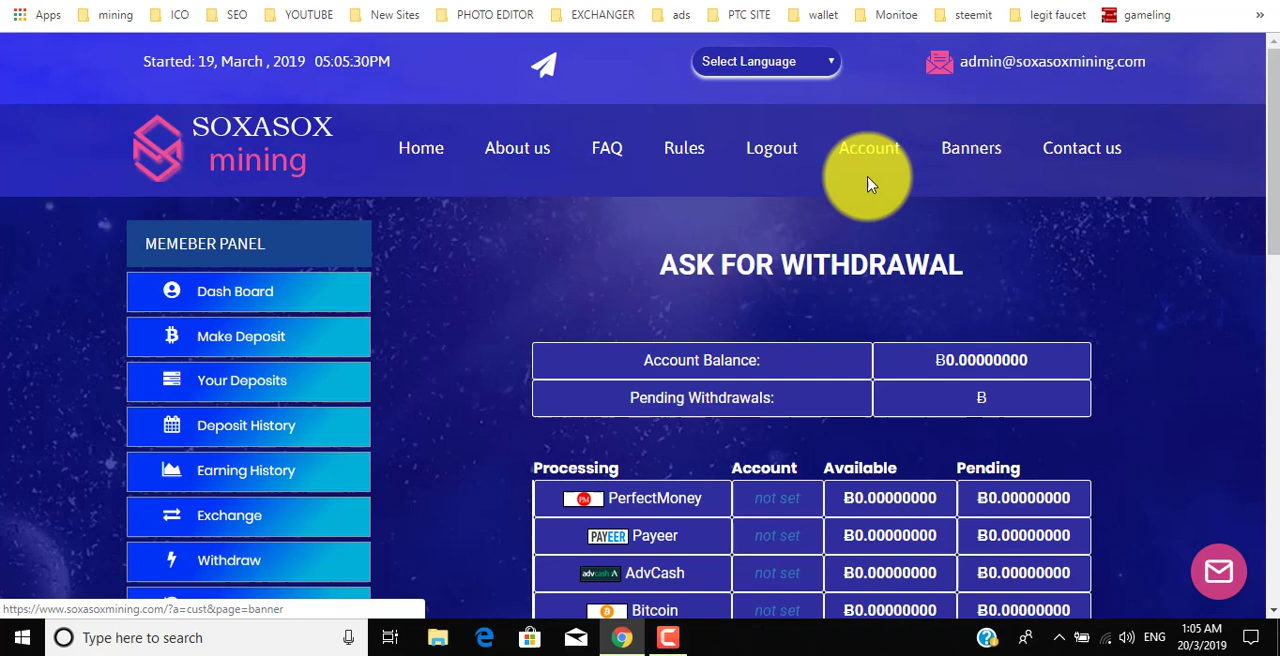 Apps mining ICO SEO YOUTUBE New Sites PHOTO EDITOR EXCHANGER ads PTC SITE wallet Monitoe steemit legit faucet gameling »
Started: 19, March , 2019 05:05:30PM Select Language admin@soxasoxmining.com
SOXASOX
mining
Home About us FAQ Rules Logout Account Banners Contact us
MEMEBER PANEL
Dash Board
Make Deposit
Your Deposits
Deposit History
Earning History
Exchange
Withdraw
ASK FOR WITHDRAWAL
Account Balance: Ƀ0.00000000
Pending Withdrawals: Ƀ
Processing Account Available Pending
PM PerfectMoney not set Ƀ0.00000000 Ƀ0.00000000
PAYEER Payeer not set Ƀ0.00000000 Ƀ0.00000000
advcash AdvCash not set Ƀ0.00000000 Ƀ0.00000000
Bitcoin not set Ƀ0.00000000 Ƀ0.00000000
https://www.soxasoxmining.com/?a=cust&page=banner
Type here to search ENG 1:05 AM
20/3/2019